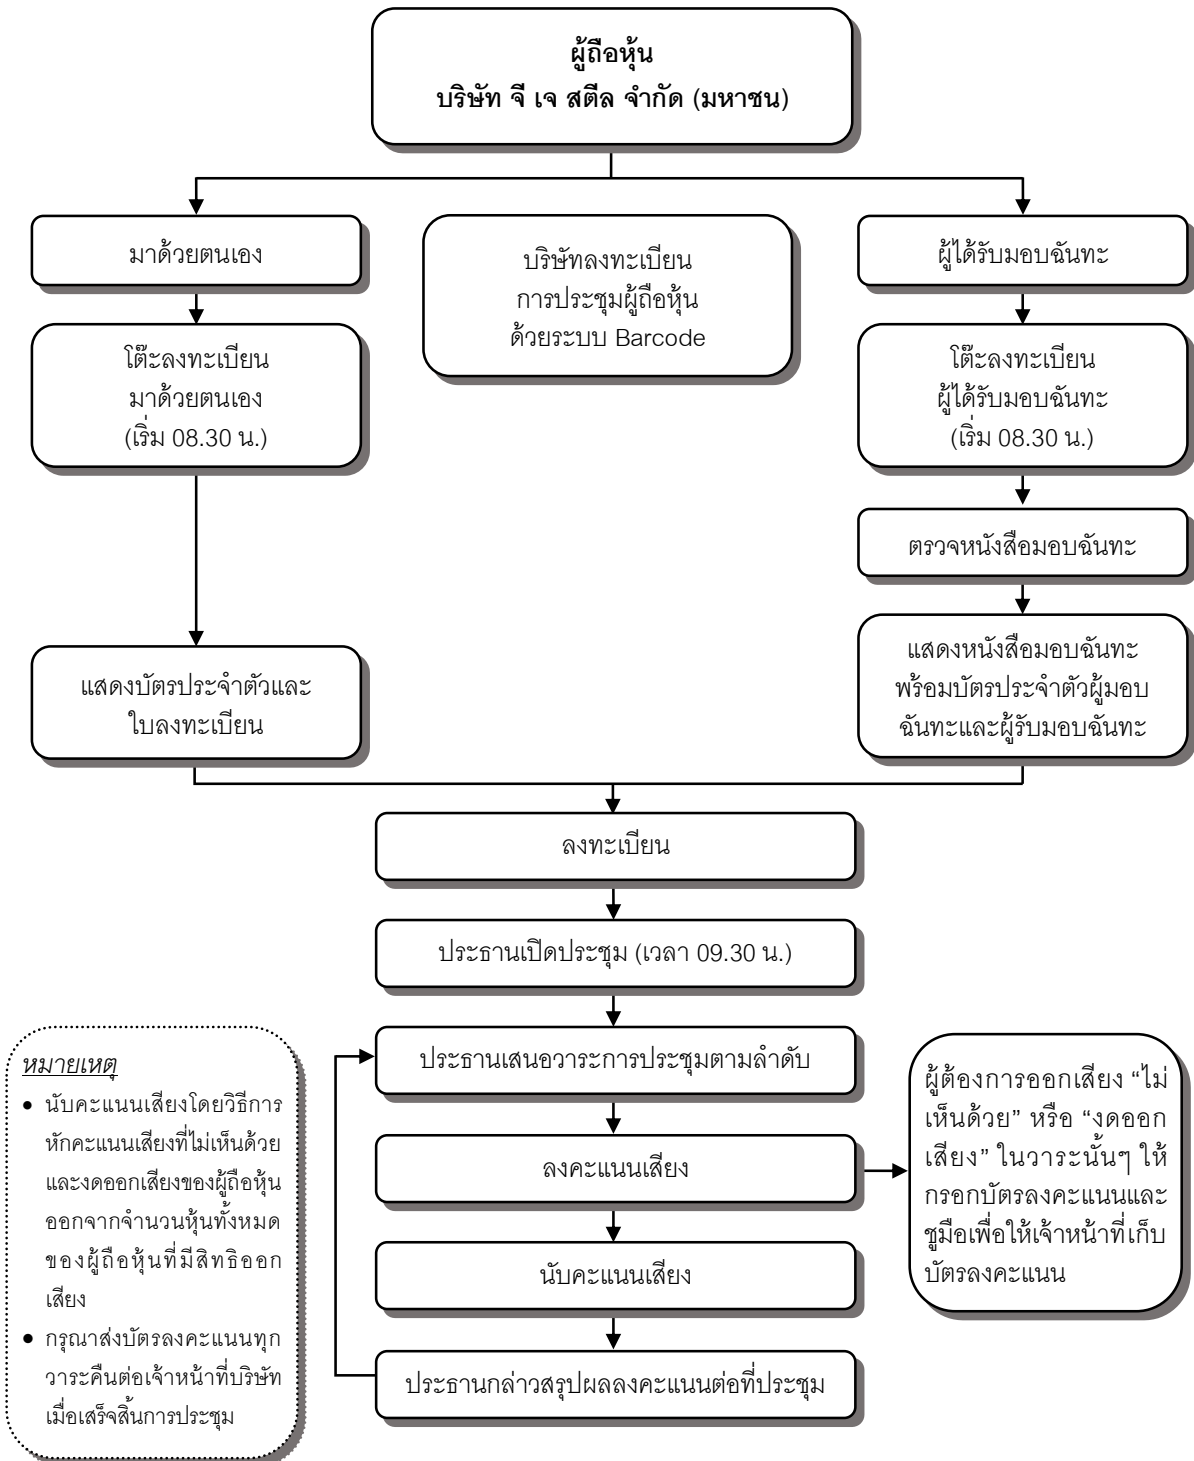 ผู้ถือหุ้น
บริษัท จี เจ สตีล จำกัด (มหาชน)
มาด้วยตนเอง
บริษัทลงทะเบียน
การประชุมผู้ถือหุ้น
ด้วยระบบ Barcode
ผู้ได้รับมอบฉันทะ
โต๊ะลงทะเบียน
มาด้วยตนเอง
(เริ่ม 08.30 น.)
โต๊ะลงทะเบียน
ผู้ได้รับมอบฉันทะ
(เริ่ม 08.30 น.)
ตรวจหนังสือมอบฉันทะ
แสดงบัตรประจำตัวและ
ใบลงทะเบียน
แสดงหนังสือมอบฉันทะ
พร้อมบัตรประจำตัวผู้มอบ
ฉันทะและผู้รับมอบฉันทะ
ลงทะเบียน
ประธานเปิดประชุม (เวลา 09.30 น.)
ประธานเสนอวาระการประชุมตามลำดับ
ลงคะแนนเสียง
นับคะแนนเสียง
ประธานกล่าวสรุปผลลงคะแนนต่อที่ประชุม
ผู้ต้องการออกเสียง “ไม่
เห็นด้วย” หรือ “งดออก
เสียง” ในวาระนั้นๆ ให้
กรอกบัตรลงคะแนนและ
ชูมือเพื่อให้เจ้าหน้าที่เก็บ
บัตรลงคะแนน
หมายเหตุ
• นับคะแนนเสียงโดยวิธีการ
หักคะแนนเสียงที่ไม่เห็นด้วย
และงดออกเสียงของผู้ถือหุ้น
ออกจากจำนวนหุ้นทั้งหมด
ของผู้ถือหุ้นที่มีสิทธิออก
เสียง
• กรุณาส่งบัตรลงคะแนนทุก
วาระคืนต่อเจ้าหน้าที่บริษัท
เมื่อเสร็จสิ้นการประชุม